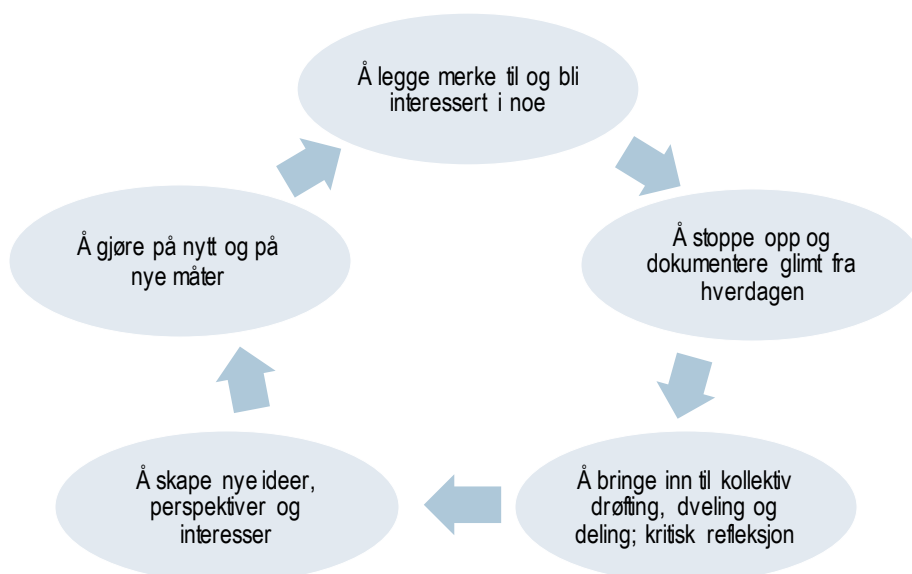 Å legge merke til og bli
interessert i noe
Å stoppe opp og
dokumentere glimt fra
hverdagen
Å bringe inn til kollektiv
drøfting, dveling og
deling; kritisk refleksjon
Å skape nye ideer,
perspektiver og
interesser
Å gjøre på nytt og på
nye måter